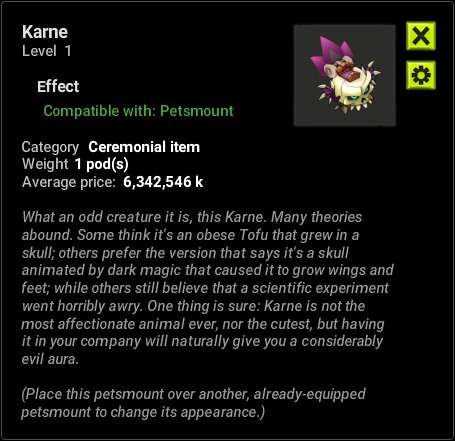 Karne
Level 1
Effect
Compatible with: Petsmount
Category Ceremonial item
Weight 1 pod(s)
Average price: 6,342,546 k
What an odd creature it is, this Karne. Many theories
abound. Some think it's an obese Tofu that grew in a
skull; others prefer the version that says it's a skull
animated by dark magic that caused it to grow wings and
feet; while others still believe that a scientific experiment
went horribly awry. One thing is sure: Karne is not the
most affectionate animal ever, nor the cutest, but having
it in your company will naturally give you a considerably
evil aura.
(Place this petsmount over another, already-equipped
petsmount to change its appearance.)